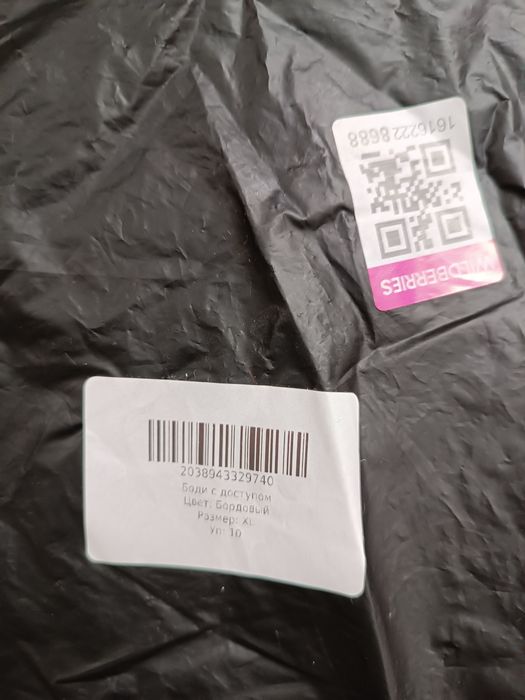 1616222 8688
WILDBERRIES
2038943329740
Боди с доступом
Цвет: Бордовый
Размер: XL
Уп: 10